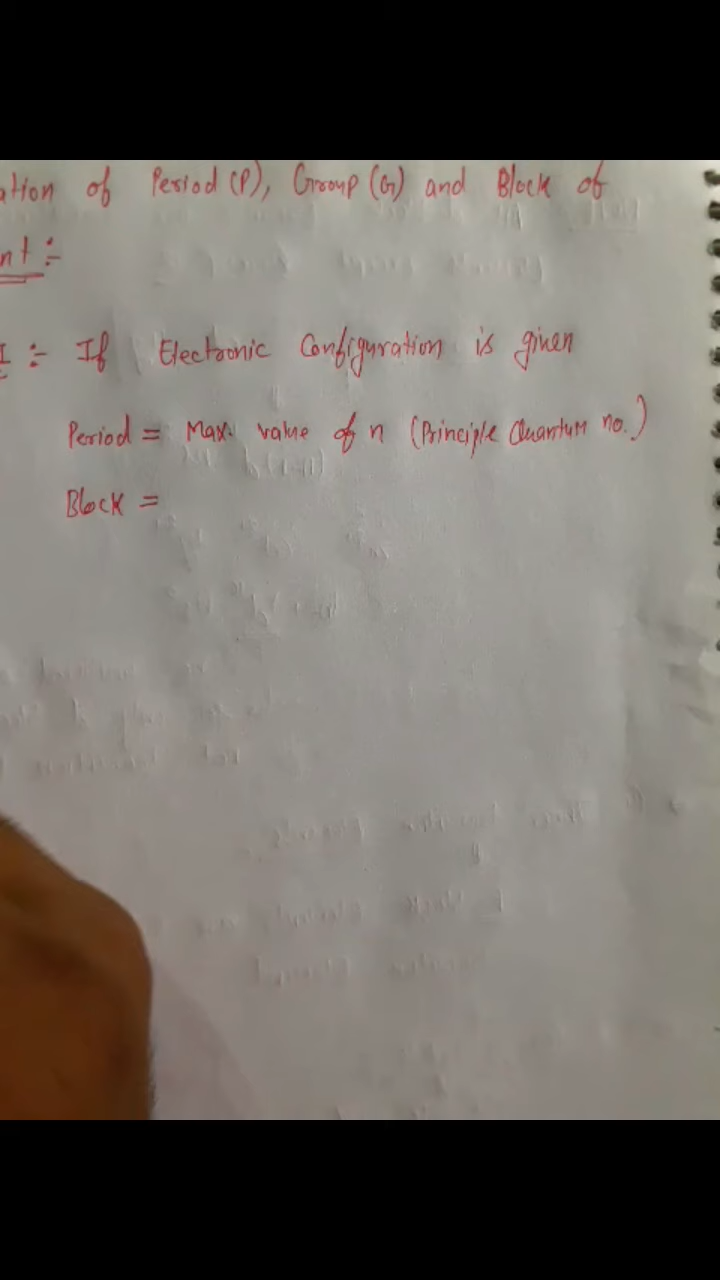 ation of Period (P), Group (G) and Block of
nt :-
I :- If Electronic Configuration is given
Period = Max. value of n (Principle Quantum no.)
Block =